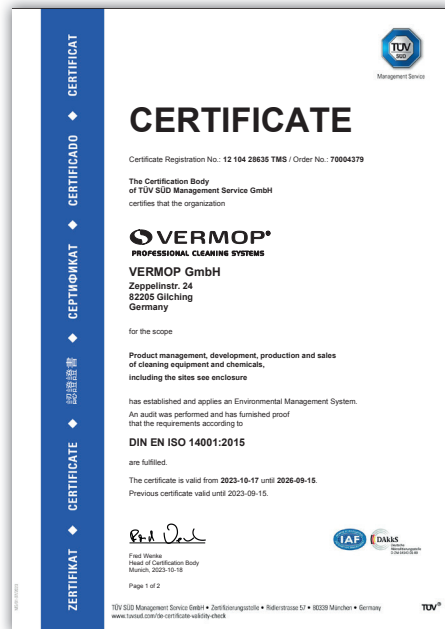 TÜV
SÜD
Management Service
CERTIFICATE
Certificate Registration No.: 12 104 28635 TMS / Order No.: 70004379
The Certification Body
of TÜV SÜD Management Service GmbH
certifies that the organization
VERMOP®
PROFESSIONAL CLEANING SYSTEMS
VERMOP GmbH
Zeppelinstr. 24
82205 Gilching
Germany
for the scope
Product management, development, production and sales
of cleaning equipment and chemicals,
including the sites see enclosure
has established and applies an Environmental Management System.
An audit was performed and has furnished proof
that the requirements according to
DIN EN ISO 14001:2015
are fulfilled.
The certificate is valid from 2023-10-17 until 2026-09-15.
Previous certificate valid until 2023-09-15.
Fred Wenke
Head of Certification Body
Munich, 2023-10-18
Page 1 of 2
IAF
DAkkS
Deutsche
Akkreditierungsstelle
TÜV SÜD Management Service GmbH • Zertifizierungsstelle • Ridlerstrasse 57 • 80339 München • Germany
www.tuvsud.com/de-certificate-validity-check
TÜV®
ZERTIFIKAT ◆ CERTIFICATE ◆ 認證證書 ◆ СЕРТИФИКАТ ◆ CERTIFICADO ◆ CERTIFICAT